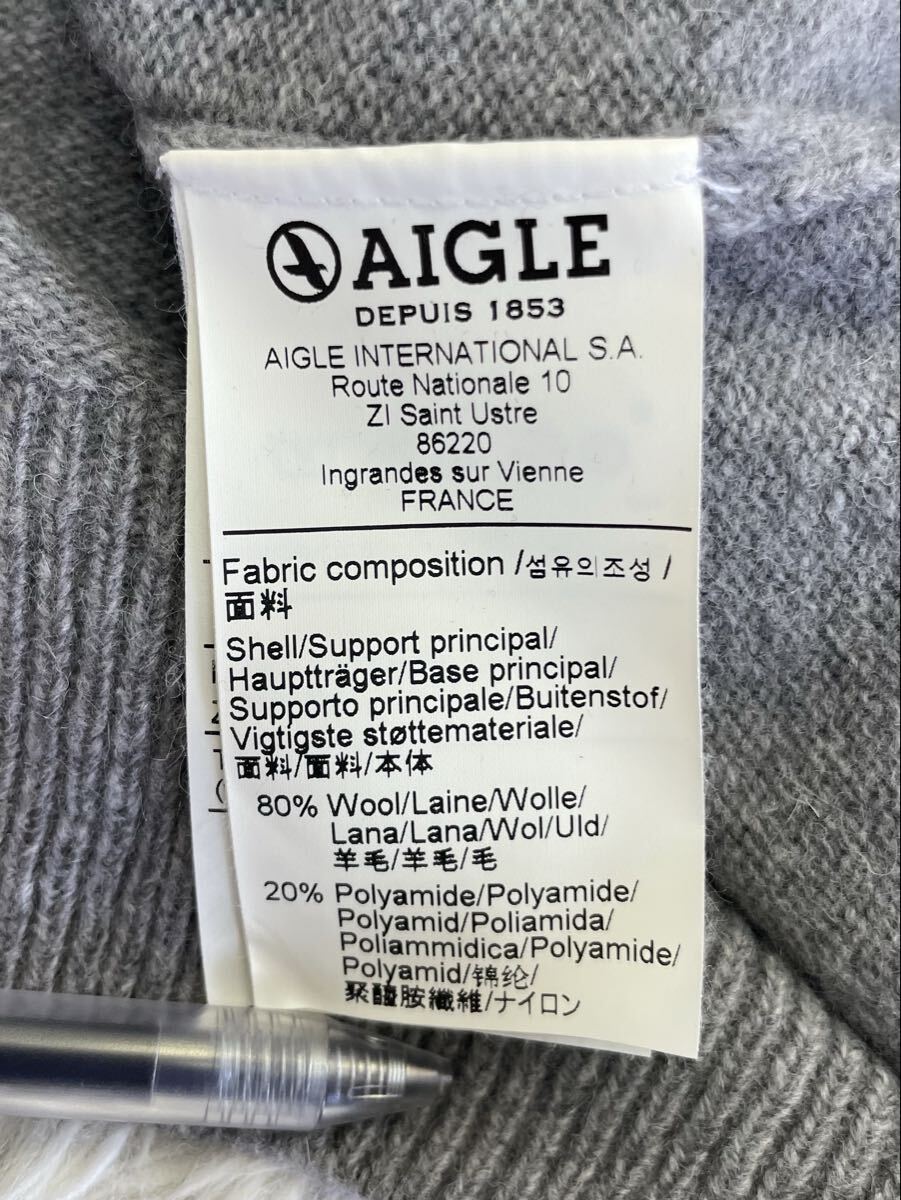 AIGLE
DEPUIS 1853
AIGLE INTERNATIONAL S.A.
Route Nationale 10
ZI Saint Ustre
86220
Ingrandes sur Vienne
FRANCE
Fabric composition /섬유의조성 /
面料
Shell/Support principal/
Hauptträger/Base principal/
Supporto principale/Buitenstof/
Vigtigste støttemateriale/
面料/面料/本体
80% Wool/Laine/Wolle/
Lana/Lana/Wol/Uld/
羊毛/羊毛/毛
20% Polyamide/Polyamide/
Polyamid/Poliamida/
Poliammidica/Polyamide/
Polyamid/锦纶/
聚醯胺纖維/ナイロン